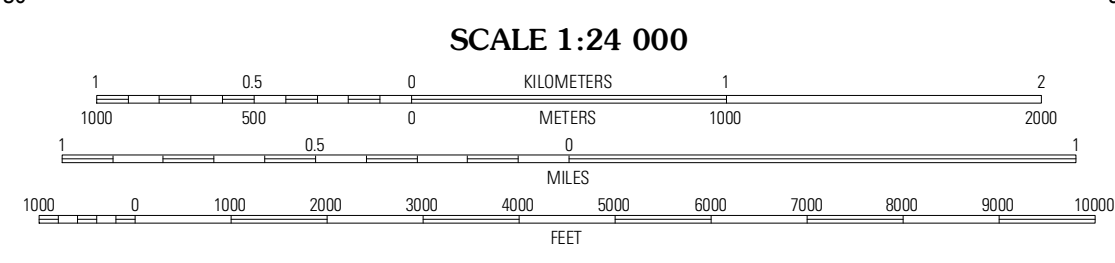 SCALE 1:24 000
1 0.5 0 KILOMETERS 1 2
1000 500 0 METERS 1000 2000
1 0.5 0 1
MILES
1000 0 1000 2000 3000 4000 5000 6000 7000 8000 9000 10000
FEET